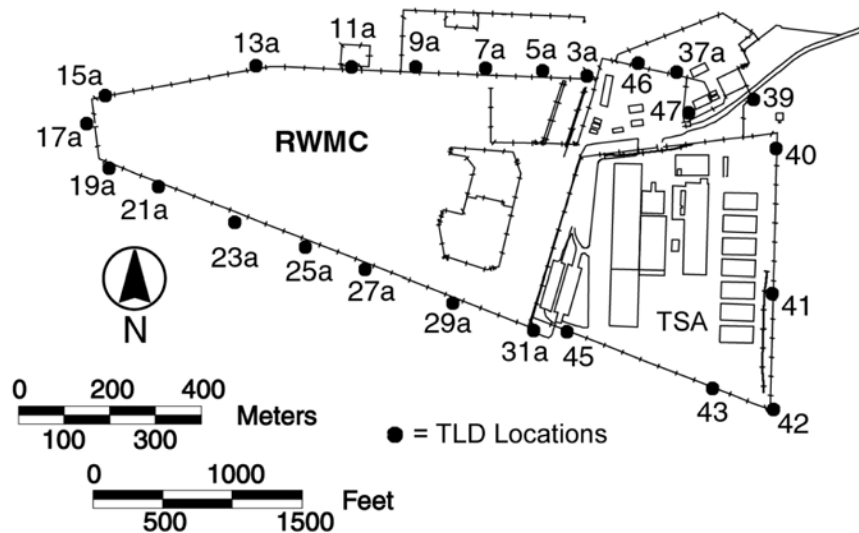 11a
13a
9a
7a
5a
3a
46
37a
15a
47
39
17a
RWMC
40
19a
21a
23a
25a
27a
41
N
29a
TSA
31a
45
0 200 400
Meters
100 300
43
42
= TLD Locations
0 1000
Feet
500 1500